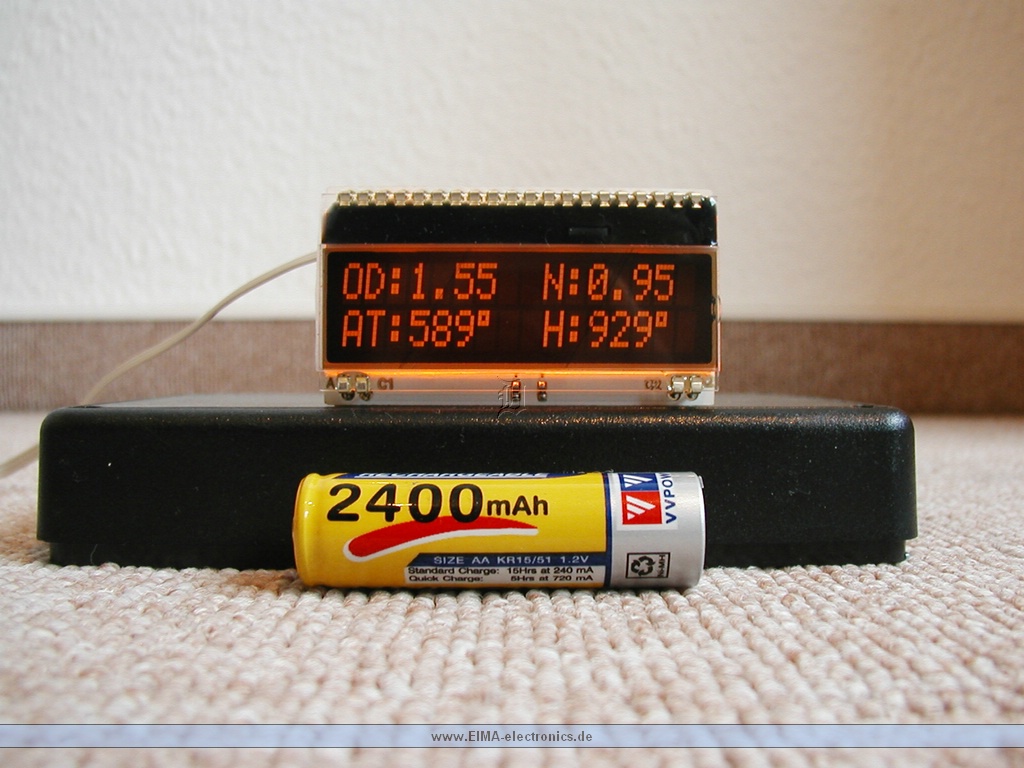 OD:1.55 N:0.95
AT:589° H:929°
A C1 C2
2400mAh
SIZE AA KR15/51 1.2V
Standard Charge: 15Hrs at 240 mA
Quick Charge: 5Hrs at 720 mA
VVPOW
www.EIMA-electronics.de